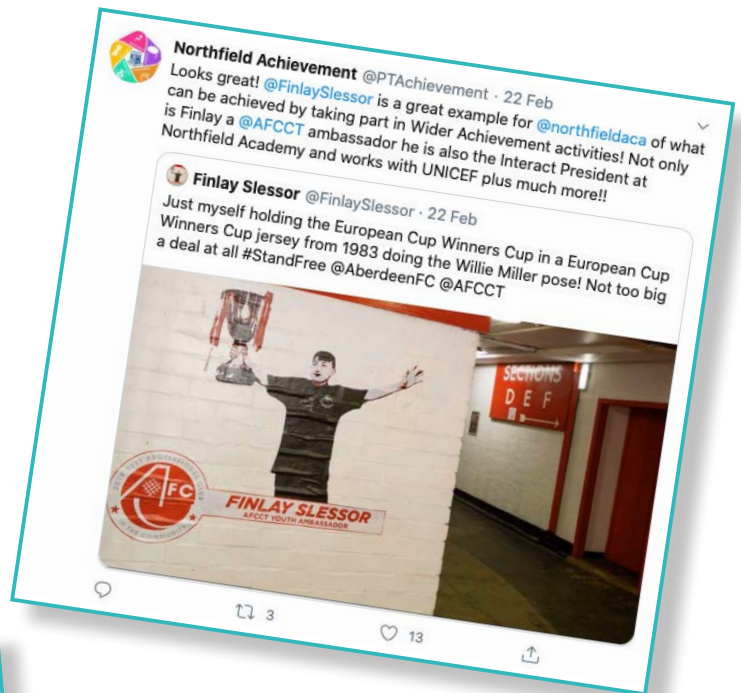 Northfield Achievement @PTAchievement · 22 Feb
Looks great! @FinlaySlessor is a great example for @northfieldaca of what
can be achieved by taking part in Wider Achievement activities! Not only
is Finlay a @AFCCT ambassador he is also the Interact President at
Northfield Academy and works with UNICEF plus much more!!
Finlay Slessor @FinlaySlessor · 22 Feb
Just myself holding the European Cup Winners Cup in a European Cup
Winners Cup jersey from 1983 doing the Willie Miller pose! Not too big
a deal at all #StandFree @AberdeenFC @AFCCT
SECTIONS
D E F
AFC
IN THE COMMUNITY
FINLAY SLESSOR
AFCCT YOUTH AMBASSADOR
3
13